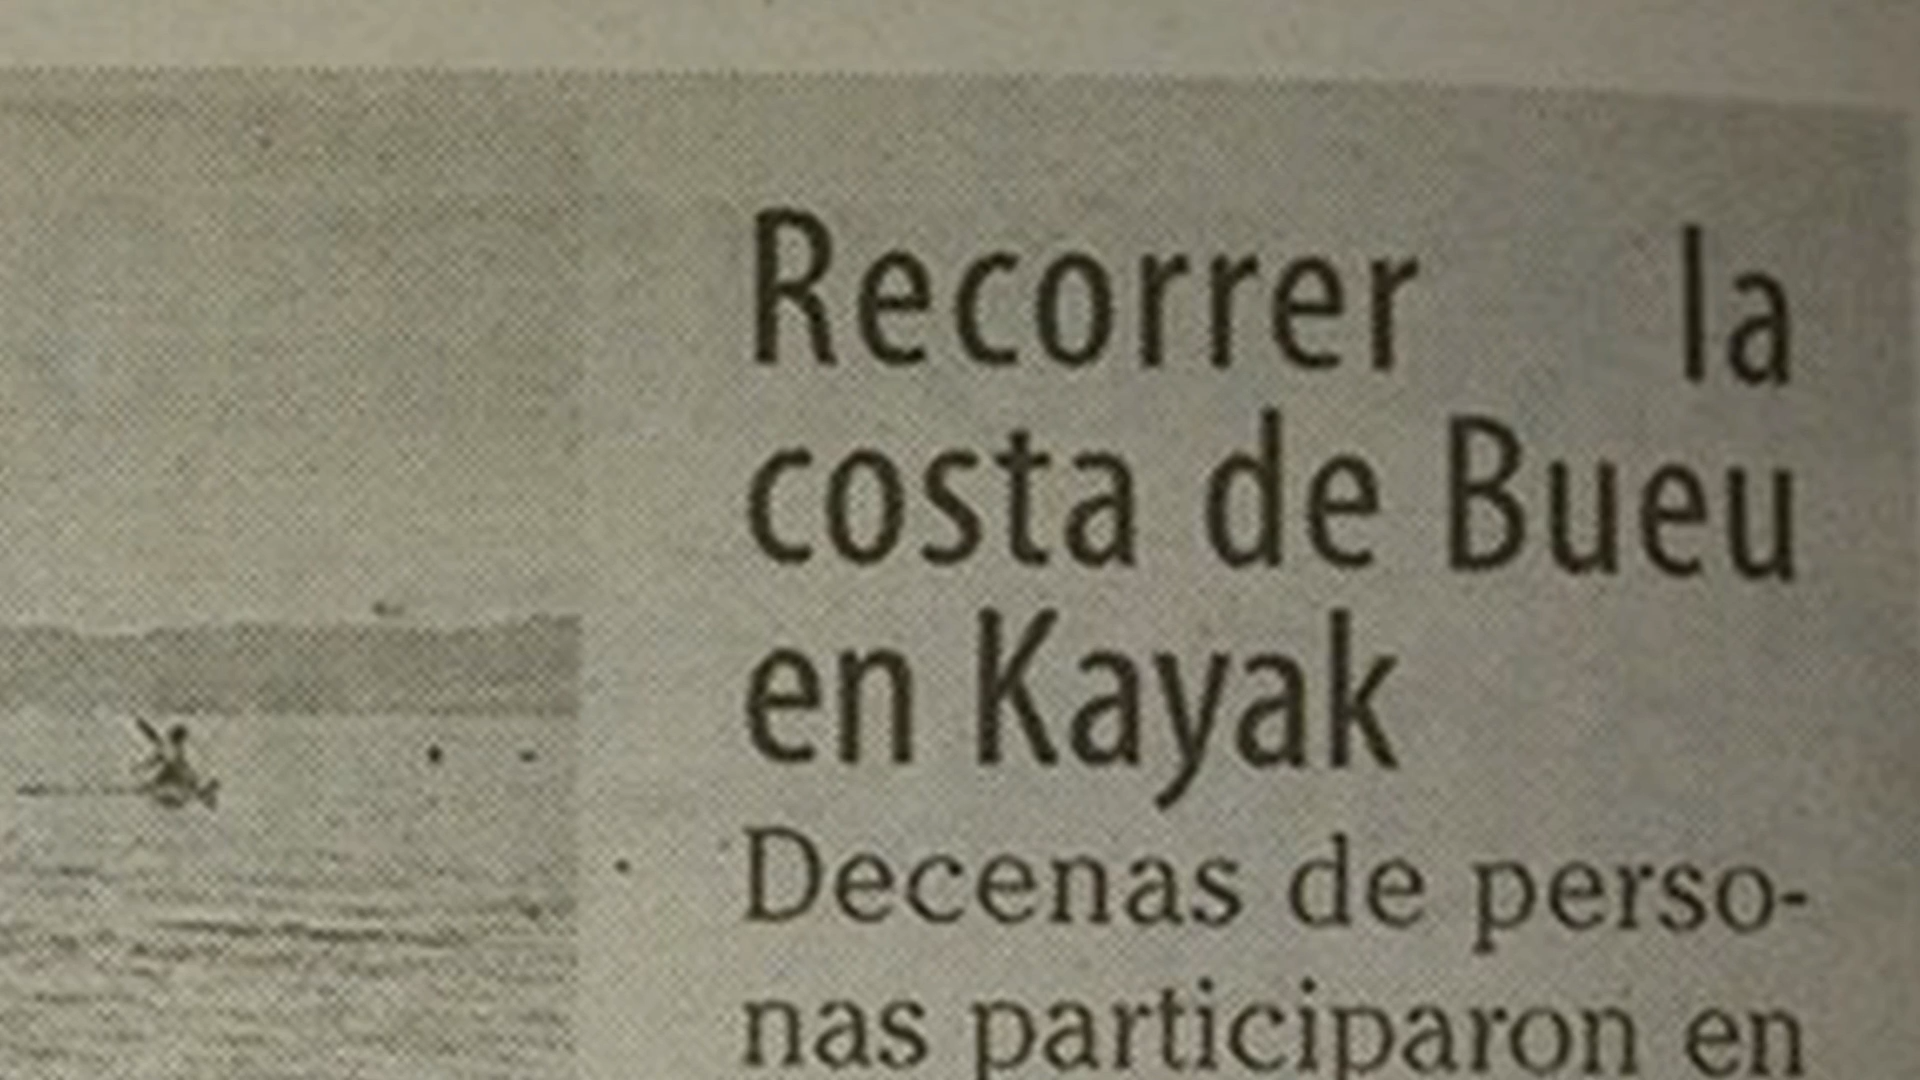 Recorrer la
costa de Bueu
en Kayak
Decenas de perso-
nas participaron en